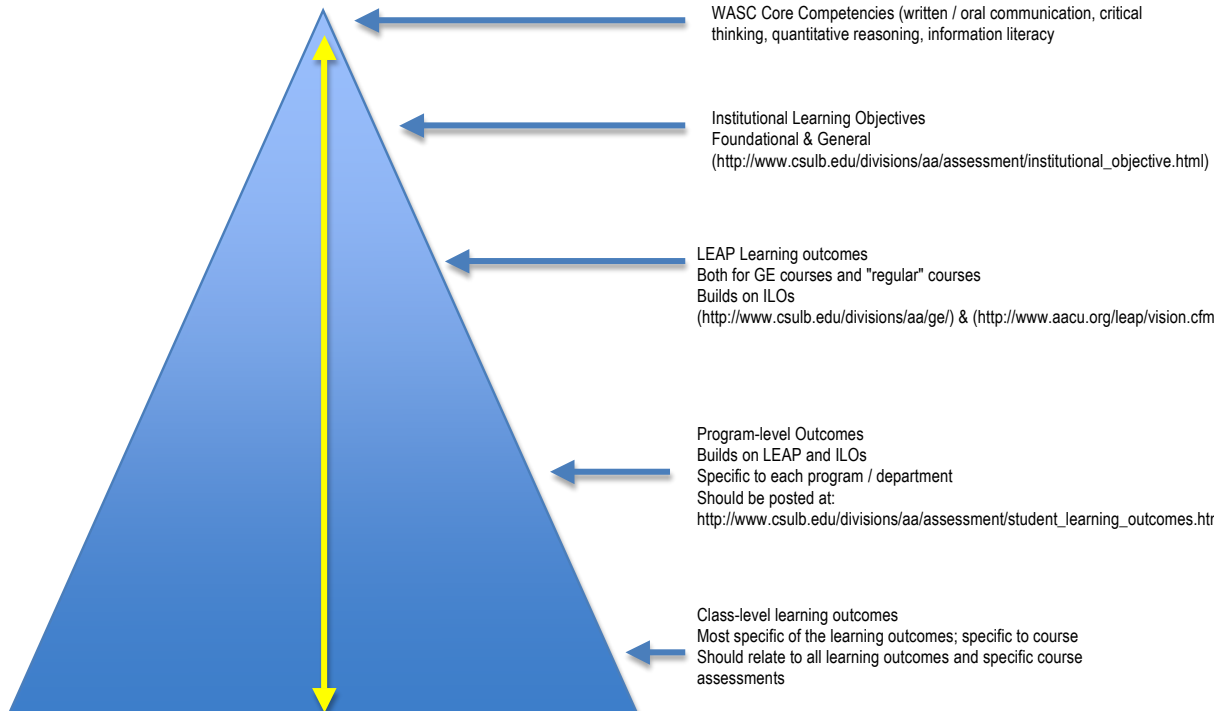 WASC Core Competencies (written / oral communication, critical
thinking, quantitative reasoning, information literacy
Institutional Learning Objectives
Foundational & General
(http://www.csulb.edu/divisions/aa/assessment/institutional_objective.html)
LEAP Learning outcomes
Both for GE courses and "regular" courses
Builds on ILOs
(http://www.csulb.edu/divisions/aa/ge/) & (http://www.aacu.org/leap/vision.cfm
Program-level Outcomes
Builds on LEAP and ILOs
Specific to each program / department
Should be posted at:
http://www.csulb.edu/divisions/aa/assessment/student_learning_outcomes.htr
Class-level learning outcomes
Most specific of the learning outcomes; specific to course
Should relate to all learning outcomes and specific course
assessments